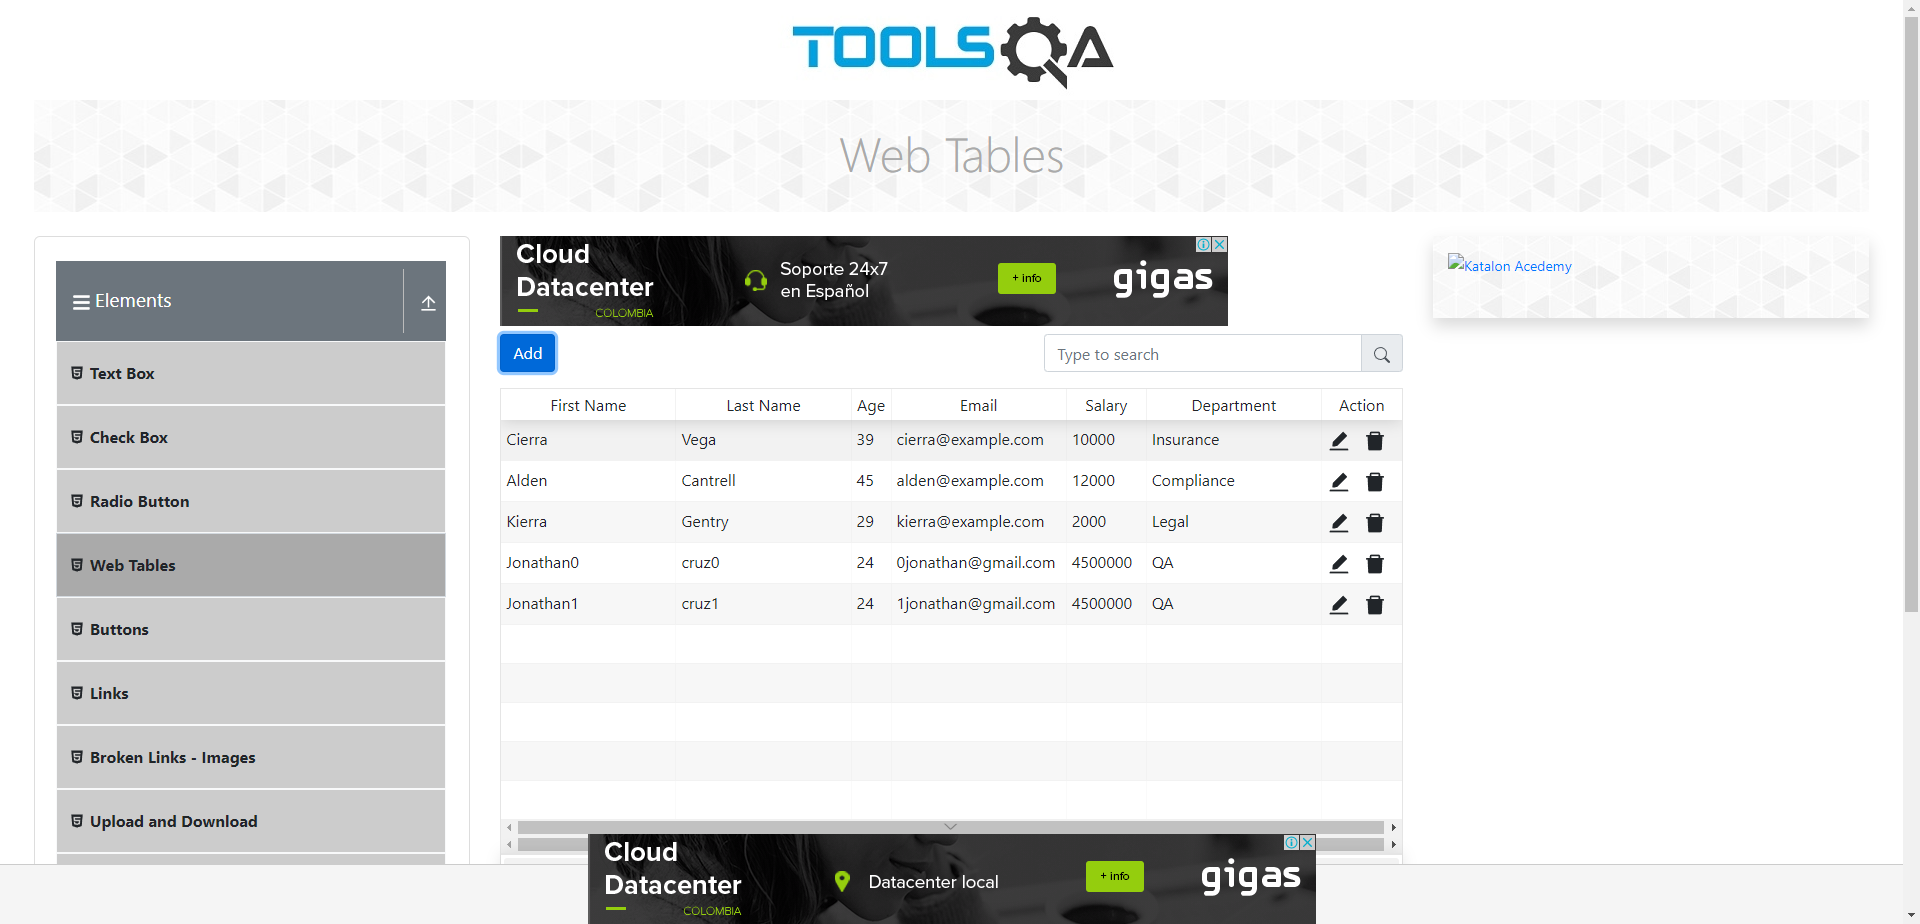 TOOLSQA
Web Tables
Elements
Text Box
Check Box
Radio Button
Web Tables
Buttons
Links
Broken Links - Images
Upload and Download
Cloud
Datacenter
COLOMBIA
Soporte 24x7
en Español
+ info
gigas
Katalon Acedemy
Add
Type to search
First Name Last Name Age Email Salary Department Action
Cierra Vega 39 cierra@example.com 10000 Insurance
Alden Cantrell 45 alden@example.com 12000 Compliance
Kierra Gentry 29 kierra@example.com 2000 Legal
Jonathan0 cruz0 24 0jonathan@gmail.com 4500000 QA
Jonathan1 cruz1 24 1jonathan@gmail.com 4500000 QA
Cloud
Datacenter
COLOMBIA
Datacenter local
+ info
gigas